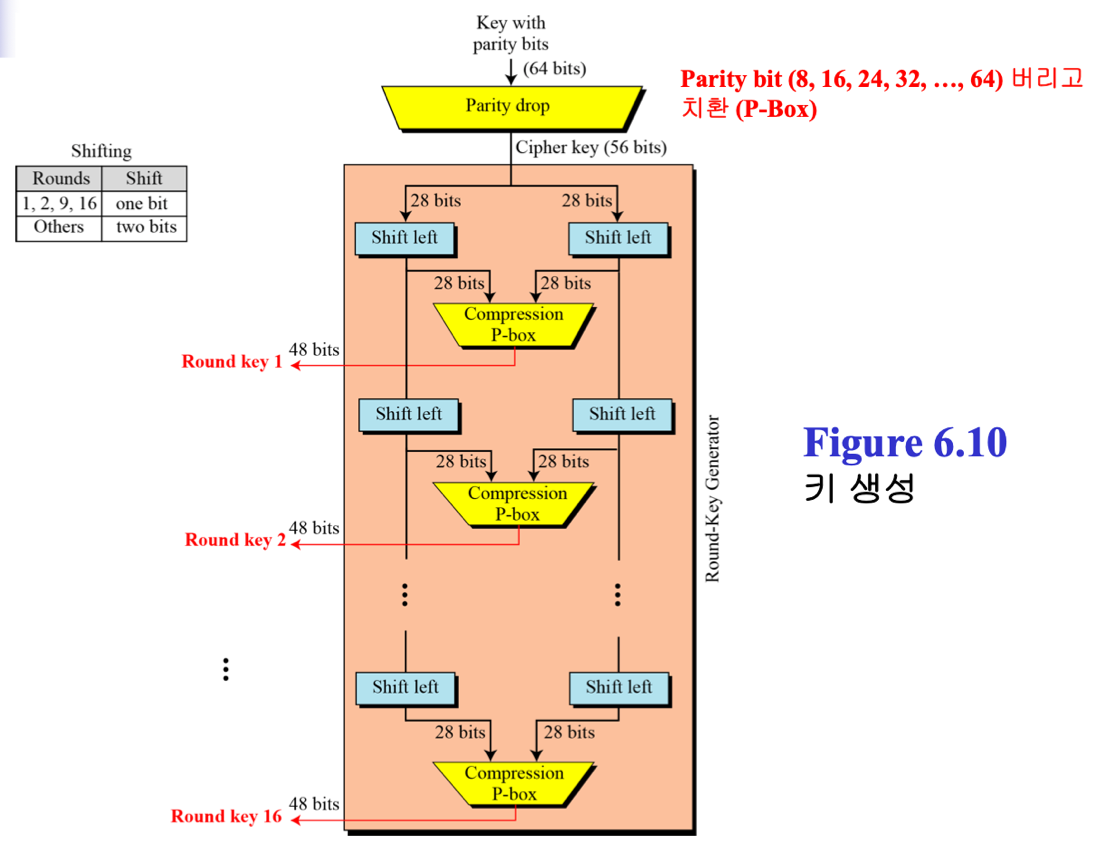 Key with
parity bits
(64 bits)
Parity drop
Parity bit (8, 16, 24, 32, …, 64) 버리고
치환 (P-Box)
Cipher key (56 bits)
Shifting
Rounds Shift
1, 2, 9, 16 one bit
Others two bits
28 bits 28 bits
Shift left Shift left
28 bits 28 bits
Compression
P-box
48 bits
Round key 1
Shift left Shift left
28 bits 28 bits
Compression
P-box
48 bits
Round key 2
Round-Key Generator
Figure 6.10
키 생성
Shift left Shift left
28 bits 28 bits
Compression
P-box
48 bits
Round key 16